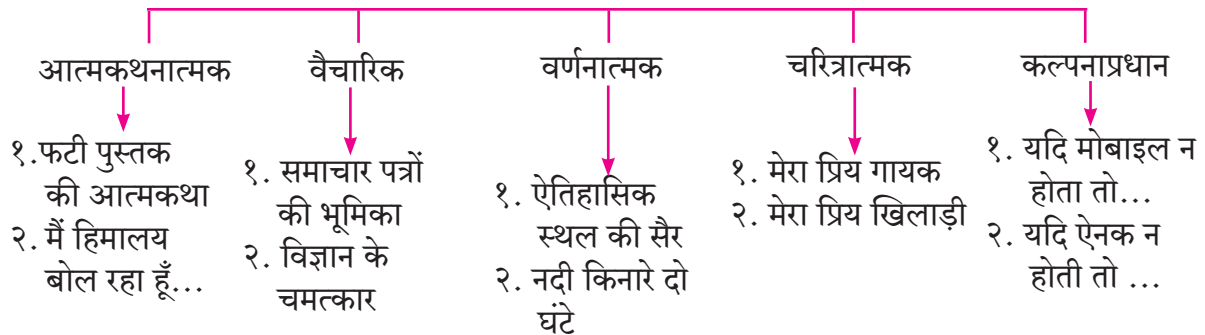 आत्मकथनात्मक
१.फटी पुस्तक
की आत्मकथा
२. मैं हिमालय
बोल रहा हूँ...
वैचारिक
१. समाचार पत्रों
की भूमिका
२. विज्ञान के
चमत्कार
वर्णनात्मक
१. ऐतिहासिक
स्थल की सैर
२. नदी किनारे दो
घंटे
चरित्रात्मक
१. मेरा प्रिय गायक
२. मेरा प्रिय खिलाड़ी
कल्पनाप्रधान
१. यदि मोबाइल न
होता तो...
२. यदि ऐनक न
होती तो ...